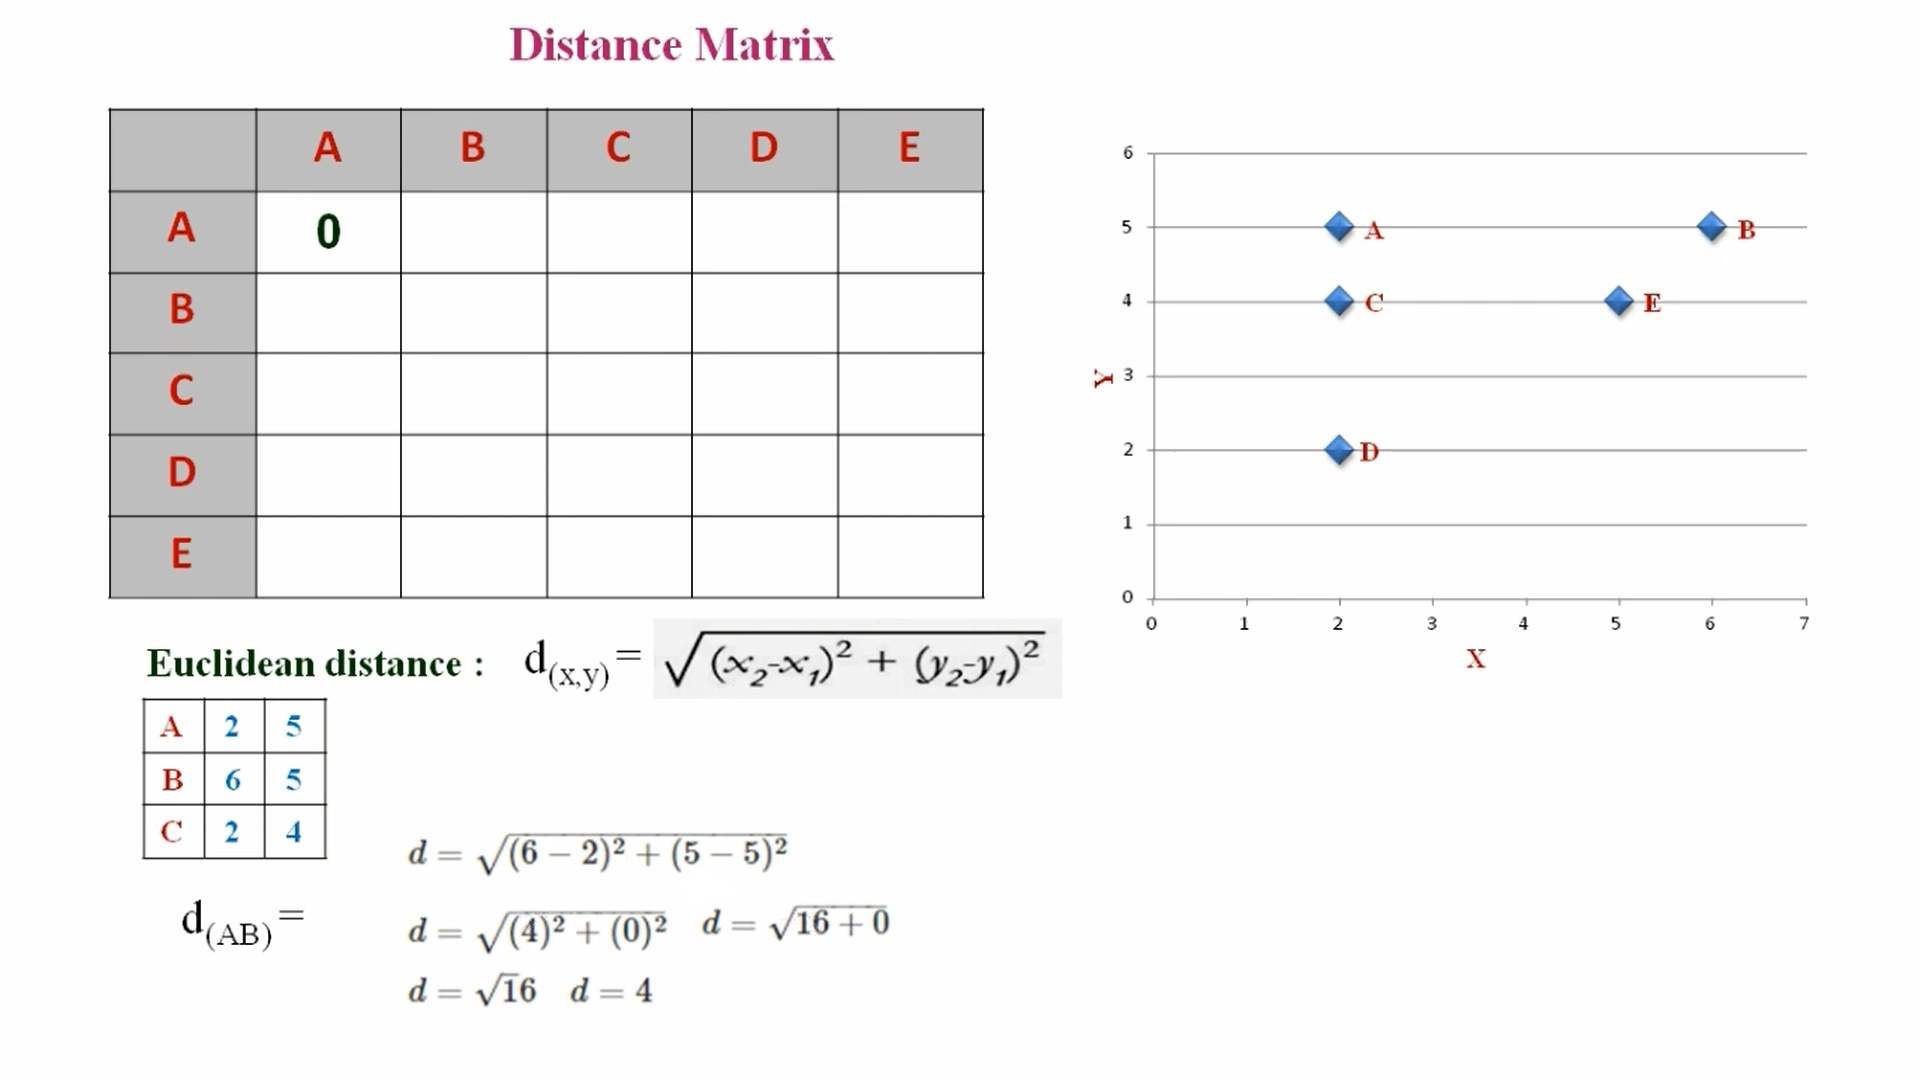 Distance Matrix
A B C D E
A 0
B
C
D
E
Euclidean distance : d(x,y)= √(x₂-x₁)² + (y₂-y₁)²
A 2 5
B 6 5
C 2 4
d(AB)=
d = √(6 − 2)² + (5 − 5)²
d = √(4)² + (0)² d = √16 + 0
d = √16 d = 4
6
5
4
3
2
1
0
0 1 2 3 4 5 6 7
Y
X
A
B
C
E
D